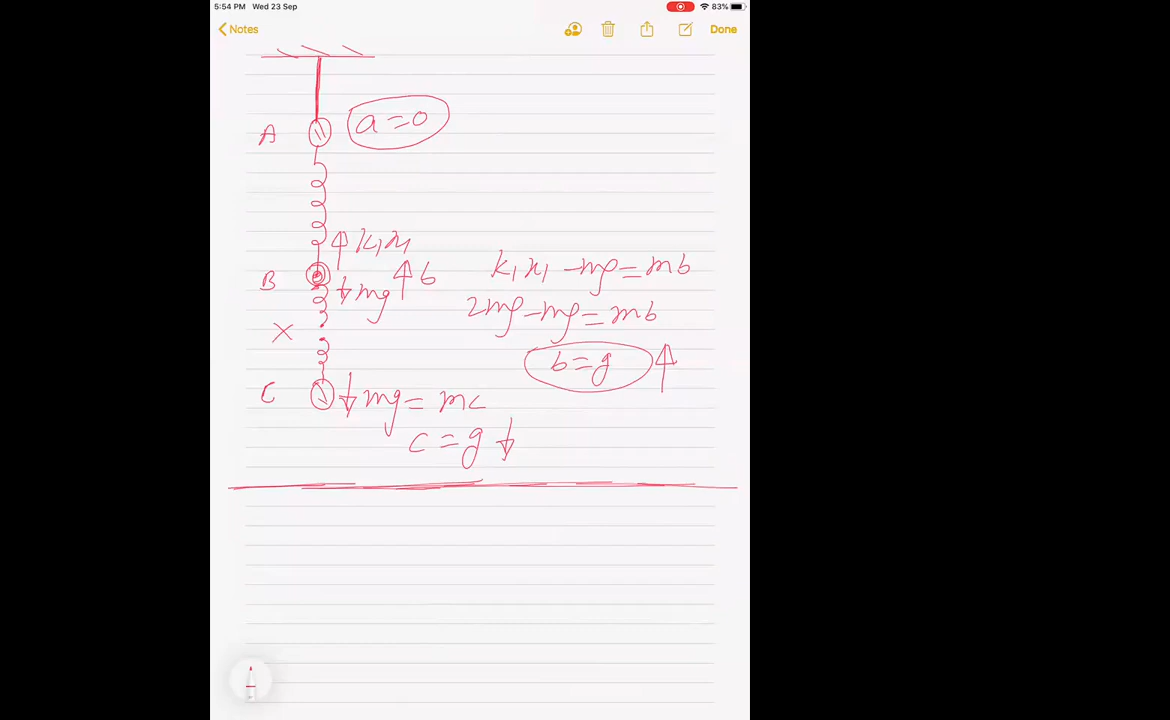 5:54 PM Wed 23 Sep
83%
Notes
Done
A
a=0
k₁x₁
B
mg
b
k₁x₁ - mg = mb
2mg - mg = mb
X
b=g
C
mg = mc
c = g